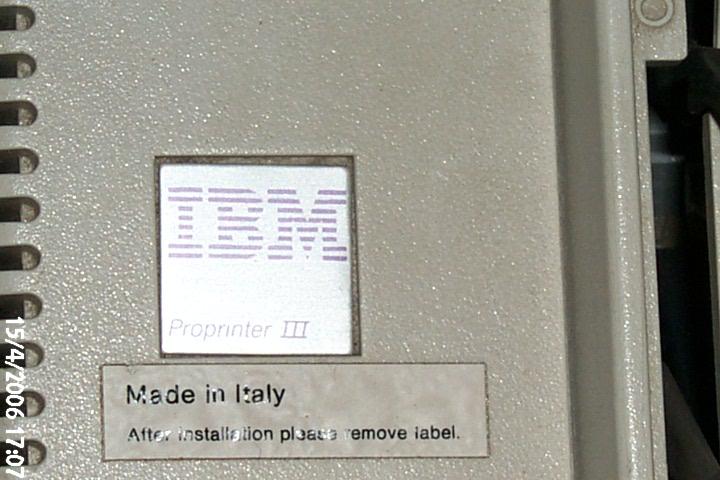 IBM
Proprinter III
Made in Italy
After installation please remove label.
15/4/2006 17:07